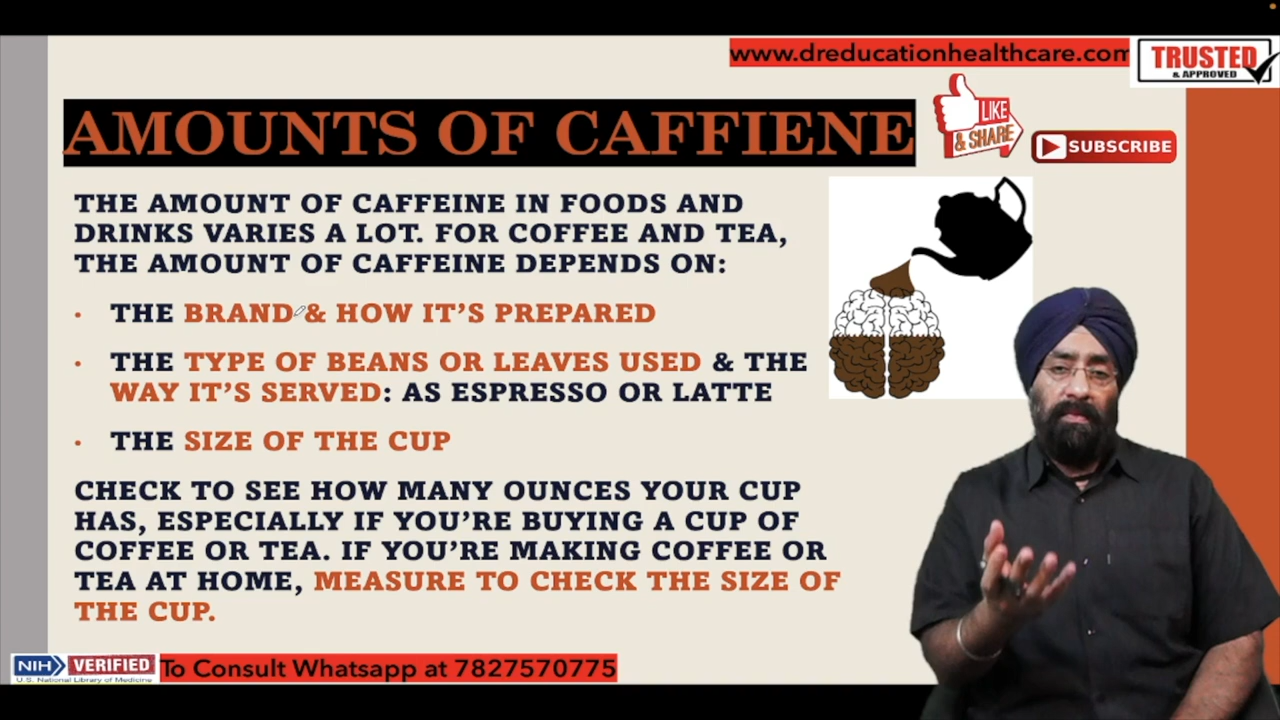 www.dreducationhealthcare.com
TRUSTED
& APPROVED
AMOUNTS OF CAFFIENE
LIKE
& SHARE
SUBSCRIBE
THE AMOUNT OF CAFFEINE IN FOODS AND
DRINKS VARIES A LOT. FOR COFFEE AND TEA,
THE AMOUNT OF CAFFEINE DEPENDS ON:
· THE BRAND & HOW IT'S PREPARED
· THE TYPE OF BEANS OR LEAVES USED & THE
WAY IT'S SERVED: AS ESPRESSO OR LATTE
· THE SIZE OF THE CUP
CHECK TO SEE HOW MANY OUNCES YOUR CUP
HAS, ESPECIALLY IF YOU'RE BUYING A CUP OF
COFFEE OR TEA. IF YOU'RE MAKING COFFEE OR
TEA AT HOME, MEASURE TO CHECK THE SIZE OF
THE CUP.
NIH VERIFIED
U.S. National Library of Medicine
To Consult Whatsapp at 7827570775